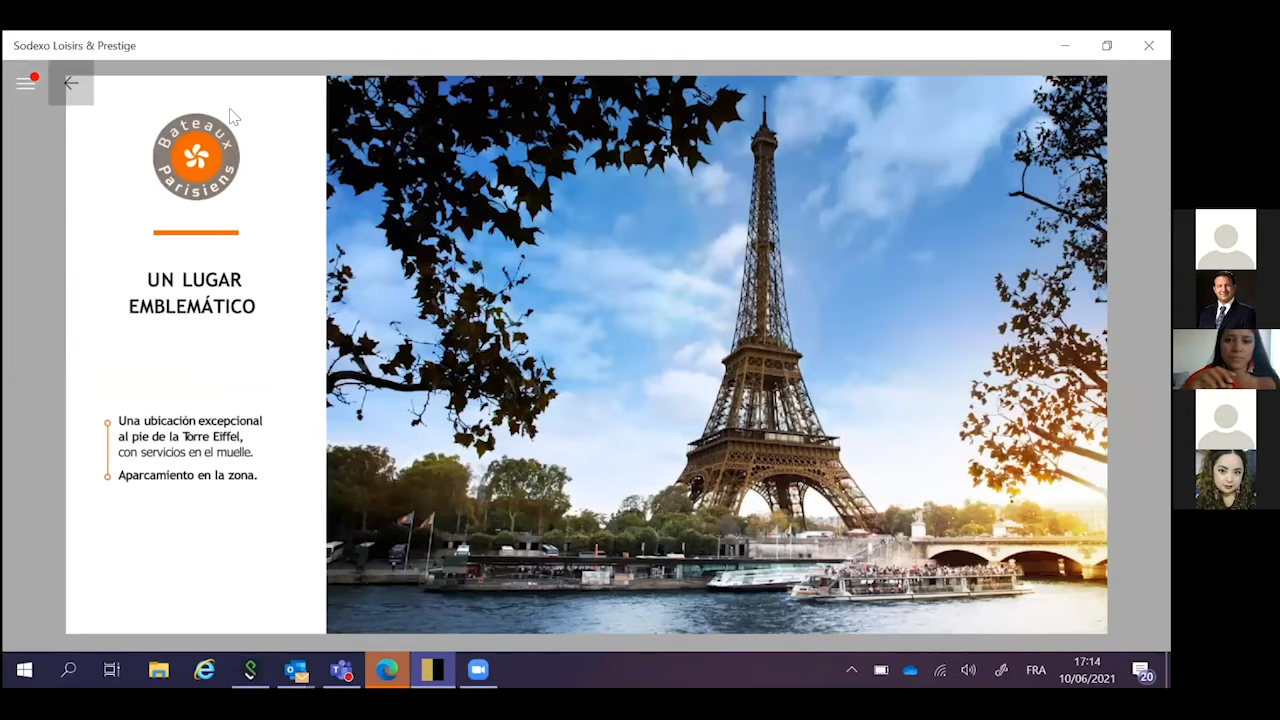 Sodexo Loisirs & Prestige
Bateaux
Parisiens
UN LUGAR
EMBLEMÁTICO
Una ubicación excepcional
al pie de la Torre Eiffel,
con servicios en el muelle.
Aparcamiento en la zona.
FRA
17:14
10/06/2021
20